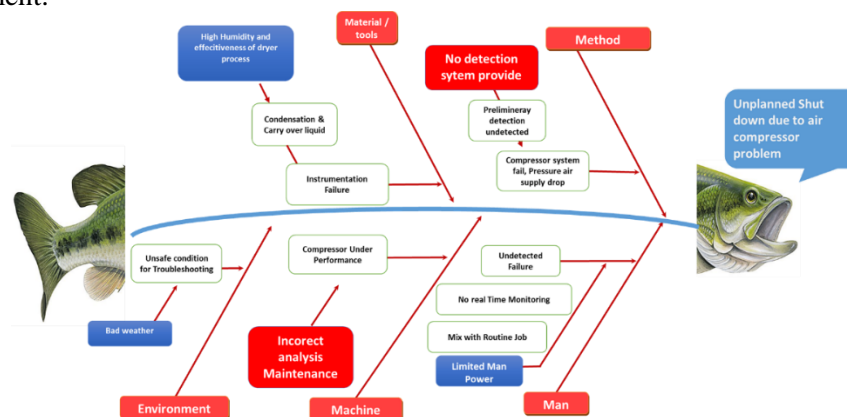 nent.
High Humidity and
effecitiveness of dryer
process
Material /
tools
No detection
sytem provide
Method
Unplanned Shut
down due to air
compressor
problem
Condensation &
Carry over liquid
Prelimineray
detection
undetected
Instrumentation
Failure
Compressor system
fail, Pressure air
supply drop
Unsafe condition
for Troubleshooting
Compressor Under
Performance
Undetected
Failure
No real Time Monitoring
Mix with Routine Job
Bad weather
Incorect
analysis
Maintenance
Limited Man
Power
Environment
Machine
Man